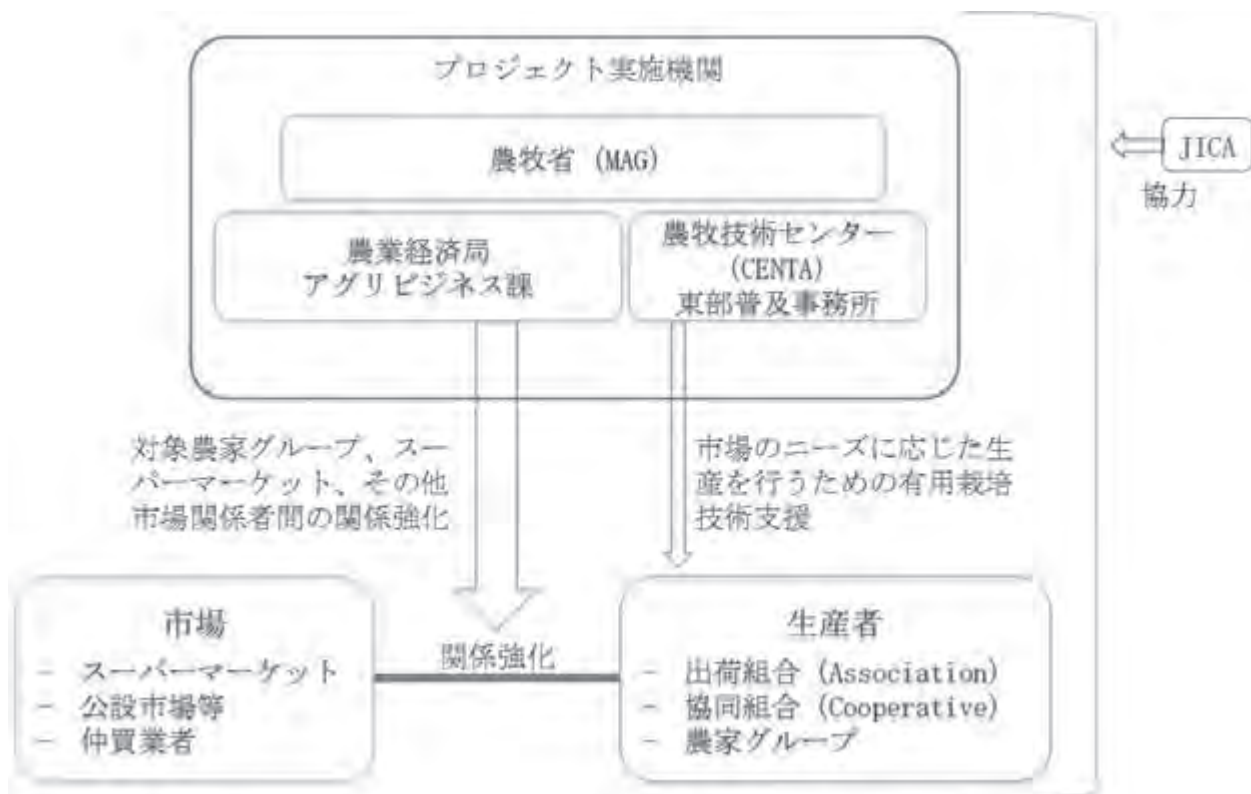 プロジェクト実施機関
農牧省 (MAG)
農業経済局
アグリビジネス課
農牧技術センター
(CENTA)
東部普及事務所
JICA
協力
対象農家グループ、スー
パーマーケット、その他
市場関係者間の関係強化
市場のニーズに応じた生
産を行うための有用栽培
技術支援
市場
- スーパーマーケット
- 公設市場等
- 仲買業者
関係強化
生産者
- 出荷組合 (Association)
- 協同組合 (Cooperative)
- 農家グループ